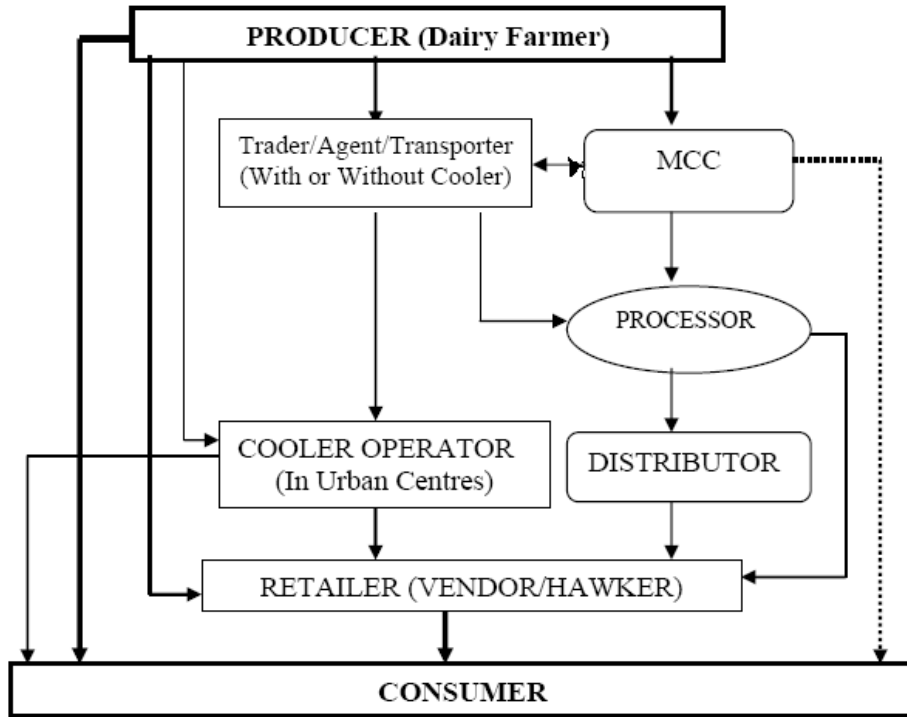 PRODUCER (Dairy Farmer)
Trader/Agent/Transporter
(With or Without Cooler)
MCC
PROCESSOR
COOLER OPERATOR
(In Urban Centres)
DISTRIBUTOR
RETAILER (VENDOR/HAWKER)
CONSUMER